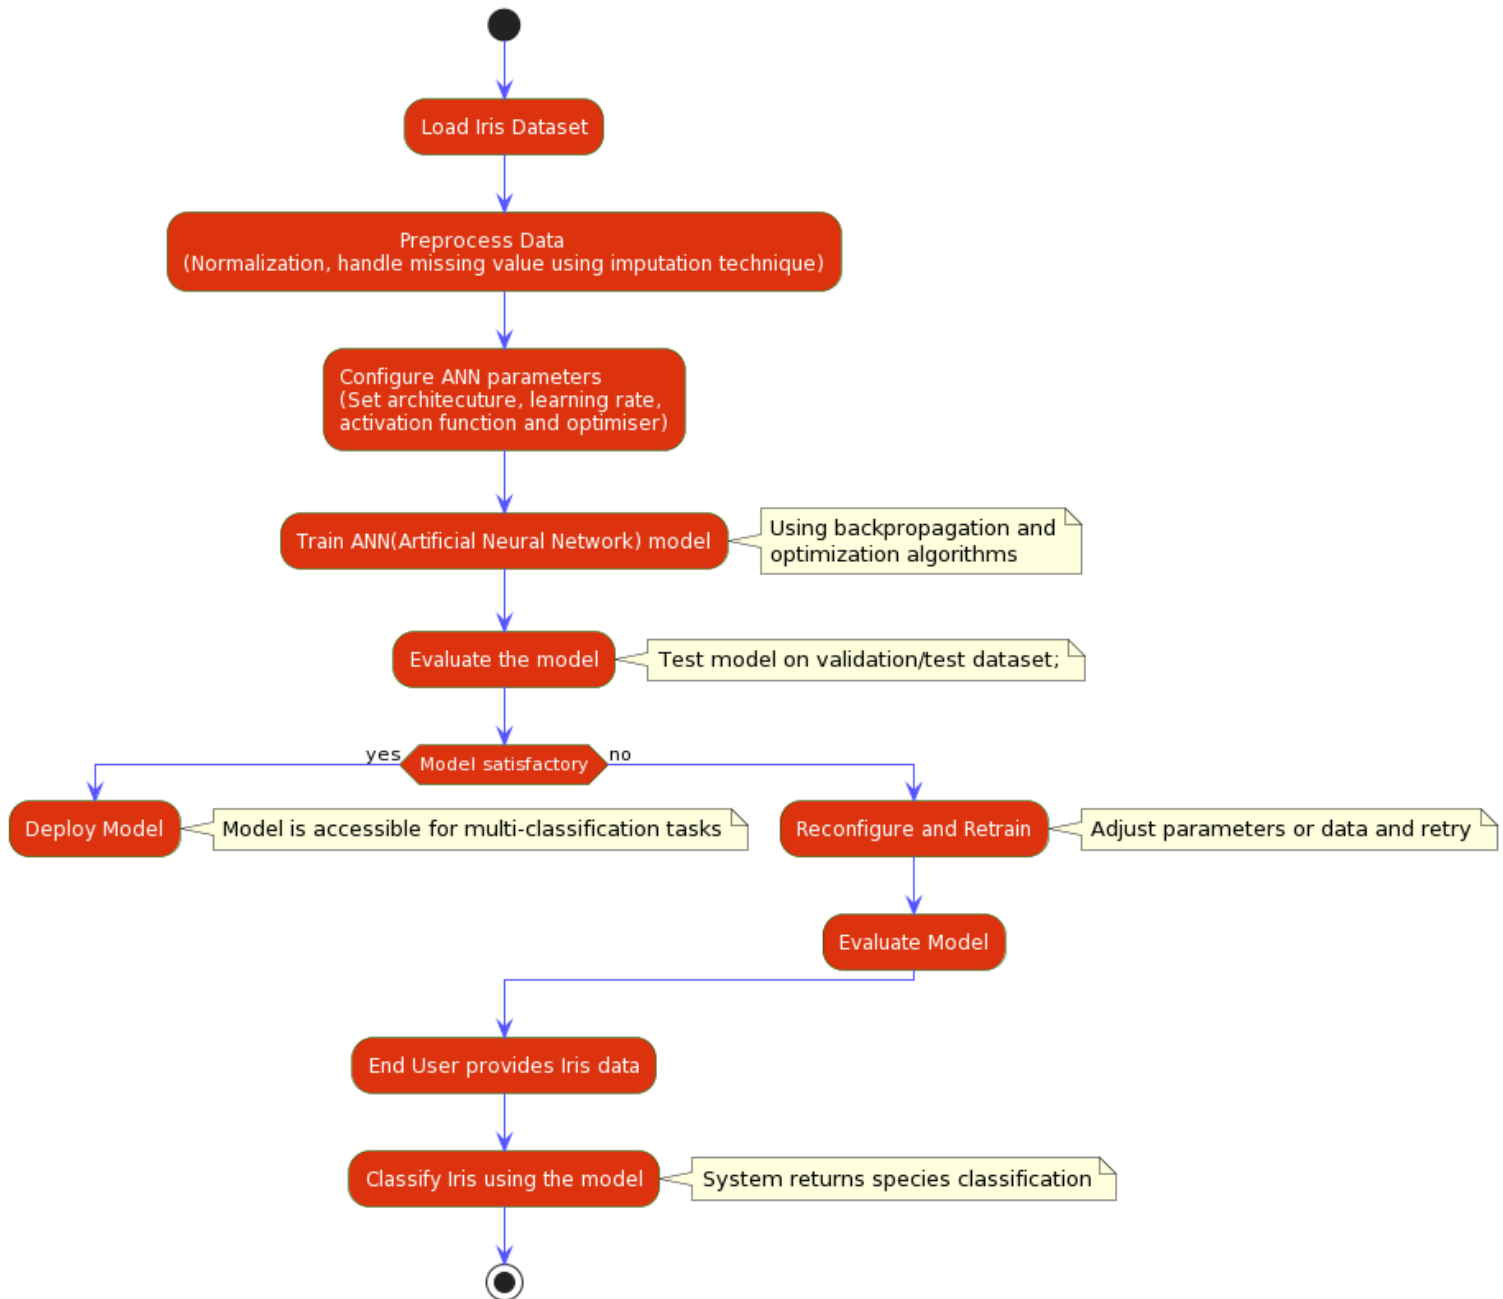 Load Iris Dataset
Preprocess Data
(Normalization, handle missing value using imputation technique)
Configure ANN parameters
(Set architecuture, learning rate,
activation function and optimiser)
Train ANN(Artificial Neural Network) model
Using backpropagation and
optimization algorithms
Evaluate the model
Test model on validation/test dataset;
yes
Model satisfactory
no
Deploy Model
Model is accessible for multi-classification tasks
Reconfigure and Retrain
Adjust parameters or data and retry
Evaluate Model
End User provides Iris data
Classify Iris using the model
System returns species classification